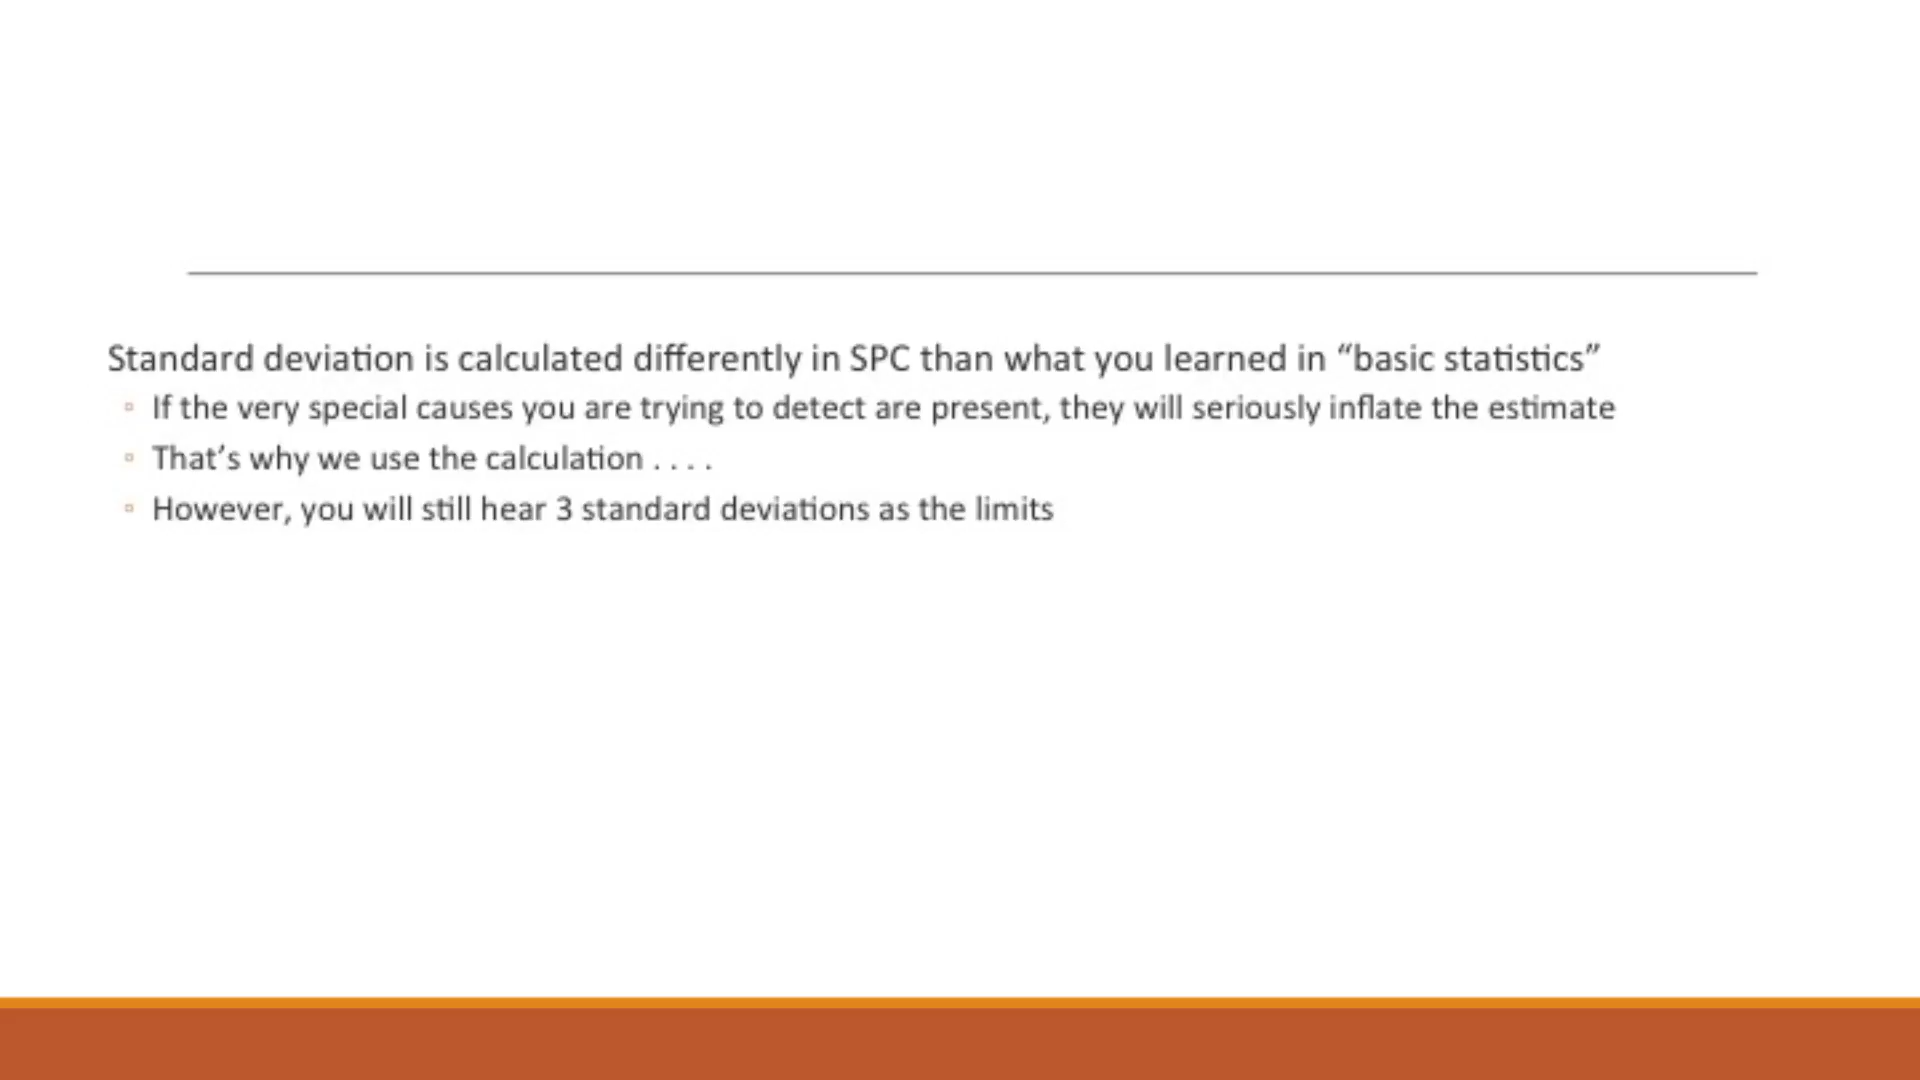 Standard deviation is calculated differently in SPC than what you learned in “basic statistics”
▫ If the very special causes you are trying to detect are present, they will seriously inflate the estimate
▫ That’s why we use the calculation . . . .
▫ However, you will still hear 3 standard deviations as the limits